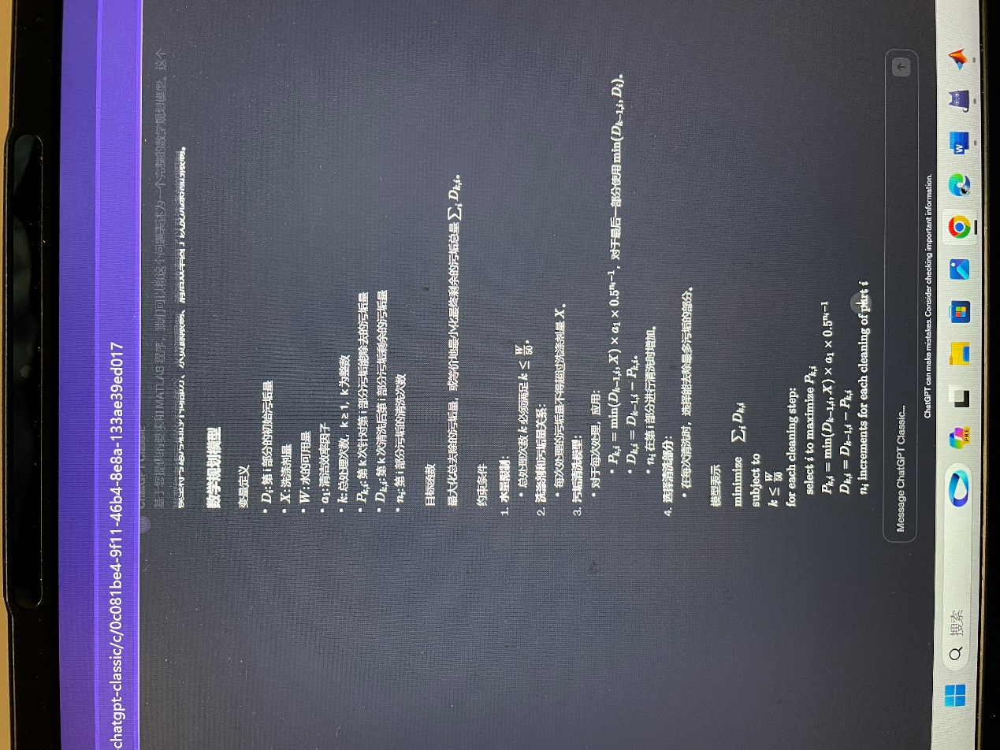 chatgpt-classic/c/0c081be4-9f11-46b4-8e8a-133ae39ed017
ChatGPT Classic
基于您提供的要求和 MATLAB 程序，我们可以将这个问题表述为一个完整的数学规划模型。这个
数学规划模型
变量定义
• D_i: 第 i 部分的初始污垢量
• X: 洗涤剂量
• W: 水的可用量
• a_1: 清洁效率因子
• k: 总处理次数，k ≥ 1，k 为整数
• P_{k,i}: 第 k 次针对第 i 部分污垢能除去的污垢量
• D_{k,i}: 第 k 次清洗后第 i 部分污垢剩余的污垢量
• n_i: 第 i 部分污垢的清洗次数
目标函数
最大化总去除的污垢量，或等价地最小化最终剩余的污垢总量 ∑_i D_{k,i}。
约束条件
1. 水量限制：
• 总处理次数 k 必须满足 k ≤ W/50。
2. 洗涤剂和污垢量关系：
• 每次处理的污垢量不得超过洗涤剂量 X。
3. 污垢清洗模型：
• 对于每次处理，应用：
• P_{k,i} = min(D_{k−1,i}, X) × a_1 × 0.5^{n_i−1}，对于最后一部分使用 min(D_{k−1,i}, D_i)。
• D_{k,i} = D_{k−1,i} − P_{k,i}。
• n_i 在第 i 部分进行清洗时增加。
4. 选择清洗部分：
• 在每次清洗时，选择能去除最多污垢的部分。
模型表示
minimize ∑_i D_{k,i}
subject to
k ≤ W/50
for each cleaning step:
select i to maximize P_{k,i}
P_{k,i} = min(D_{k−1,i}, X) × a_1 × 0.5^{n_i−1}
D_{k,i} = D_{k−1,i} − P_{k,i}
n_i increments for each cleaning of part i
Message ChatGPT Classic...
ChatGPT can make mistakes. Consider checking important information.
搜索
PRE
W